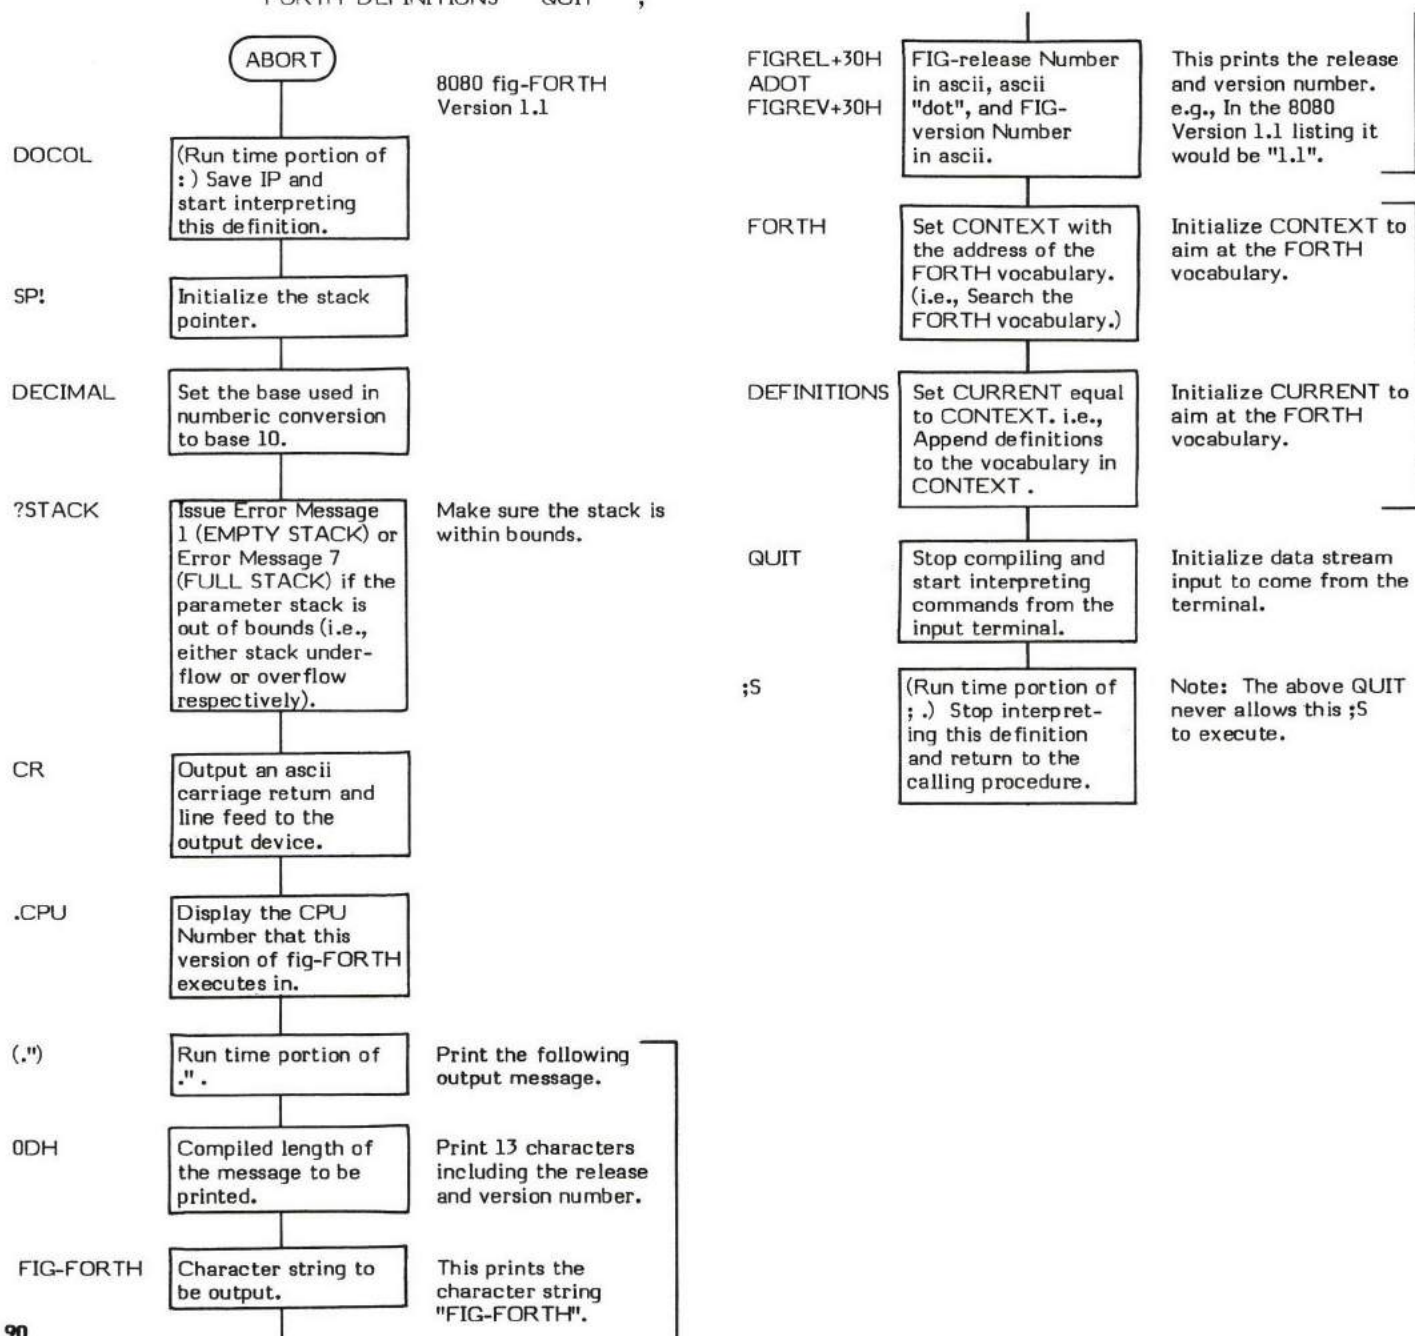 FORTH DEFINITIONS QUIT ;
ABORT
8080 fig-FORTH
Version 1.1
DOCOL
(Run time portion of
: ) Save IP and
start interpreting
this definition.
SP!
Initialize the stack
pointer.
DECIMAL
Set the base used in
numberic conversion
to base 10.
?STACK
Issue Error Message
1 (EMPTY STACK) or
Error Message 7
(FULL STACK) if the
parameter stack is
out of bounds (i.e.,
either stack under-
flow or overflow
respectively).
Make sure the stack is
within bounds.
CR
Output an ascii
carriage return and
line feed to the
output device.
.CPU
Display the CPU
Number that this
version of fig-FORTH
executes in.
(.")
Run time portion of
." .
Print the following
output message.
0DH
Compiled length of
the message to be
printed.
Print 13 characters
including the release
and version number.
FIG-FORTH
Character string to
be output.
This prints the
character string
"FIG-FORTH".
90
FIGREL+30H
ADOT
FIGREV+30H
FIG-release Number
in ascii, ascii
"dot", and FIG-
version Number
in ascii.
This prints the release
and version number.
e.g., In the 8080
Version 1.1 listing it
would be "1.1".
FORTH
Set CONTEXT with
the address of the
FORTH vocabulary.
(i.e., Search the
FORTH vocabulary.)
Initialize CONTEXT to
aim at the FORTH
vocabulary.
DEFINITIONS
Set CURRENT equal
to CONTEXT. i.e.,
Append definitions
to the vocabulary in
CONTEXT .
Initialize CURRENT to
aim at the FORTH
vocabulary.
QUIT
Stop compiling and
start interpreting
commands from the
input terminal.
Initialize data stream
input to come from the
terminal.
;S
(Run time portion of
; .) Stop interpret-
ing this definition
and return to the
calling procedure.
Note: The above QUIT
never allows this ;S
to execute.